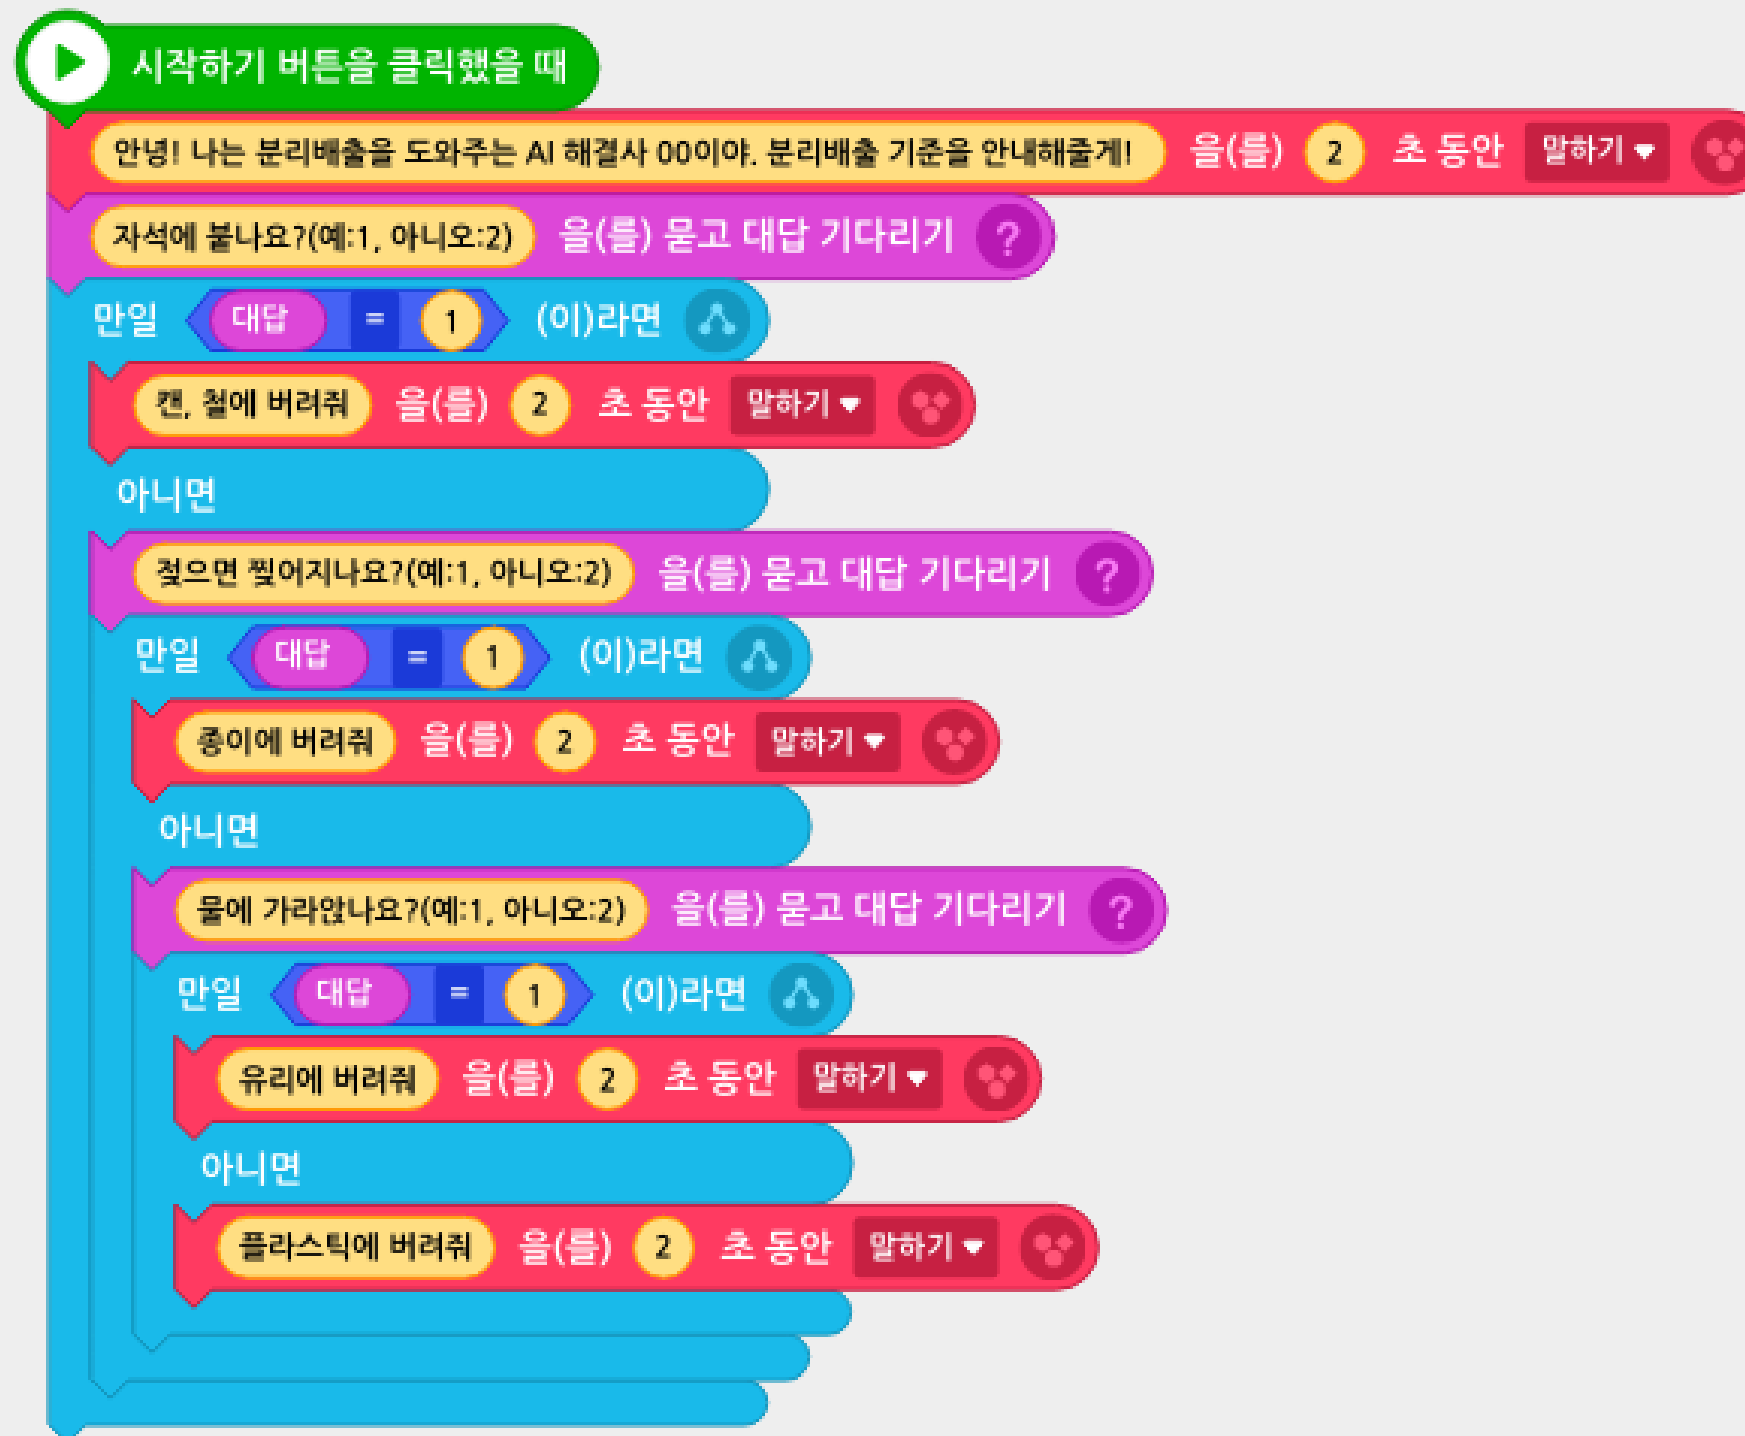 시작하기 버튼을 클릭했을 때
안녕! 나는 분리배출을 도와주는 AI 해결사 00이야. 분리배출 기준을 안내해줄게! 을(를) 2 초 동안 말하기
자석에 붙나요?(예:1, 아니오:2) 을(를) 묻고 대답 기다리기 ?
만일 대답 = 1 (이)라면
캔, 철에 버려줘 을(를) 2 초 동안 말하기
아니면
젖으면 찢어지나요?(예:1, 아니오:2) 을(를) 묻고 대답 기다리기 ?
만일 대답 = 1 (이)라면
종이에 버려줘 을(를) 2 초 동안 말하기
아니면
물에 가라앉나요?(예:1, 아니오:2) 을(를) 묻고 대답 기다리기 ?
만일 대답 = 1 (이)라면
유리에 버려줘 을(를) 2 초 동안 말하기
아니면
플라스틱에 버려줘 을(를) 2 초 동안 말하기